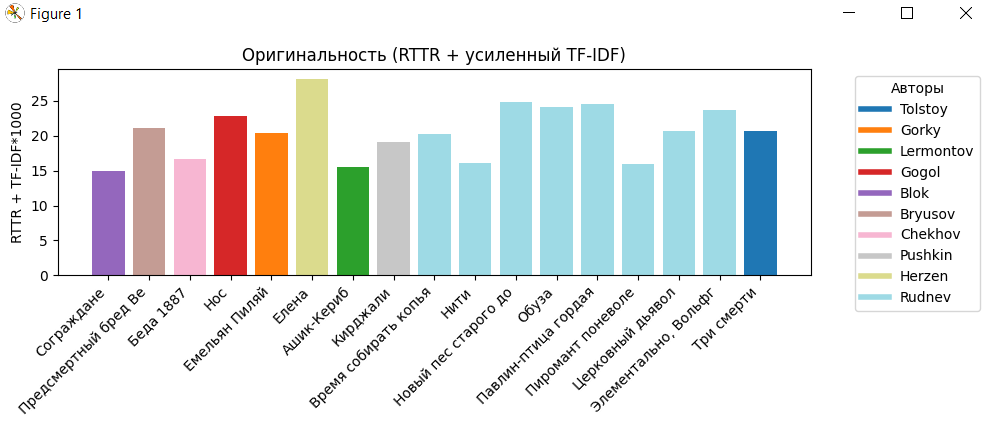 Figure 1
Оригинальность (RTTR + усиленный TF-IDF)
RTTR + TF-IDF*1000
25
20
15
10
5
0
Сограждане
Предсмертный бред Ве
Беда 1887
Нос
Емельян Пиляй
Елена
Ашик-Кериб
Кирджали
Время собирать копья
Нити
Новый пес старого до
Обуза
Павлин-птица гордая
Пиромант поневоле
Церковный дьявол
Элементально, Вольфг
Три смерти
Авторы
Tolstoy
Gorky
Lermontov
Gogol
Blok
Bryusov
Chekhov
Pushkin
Herzen
Rudnev